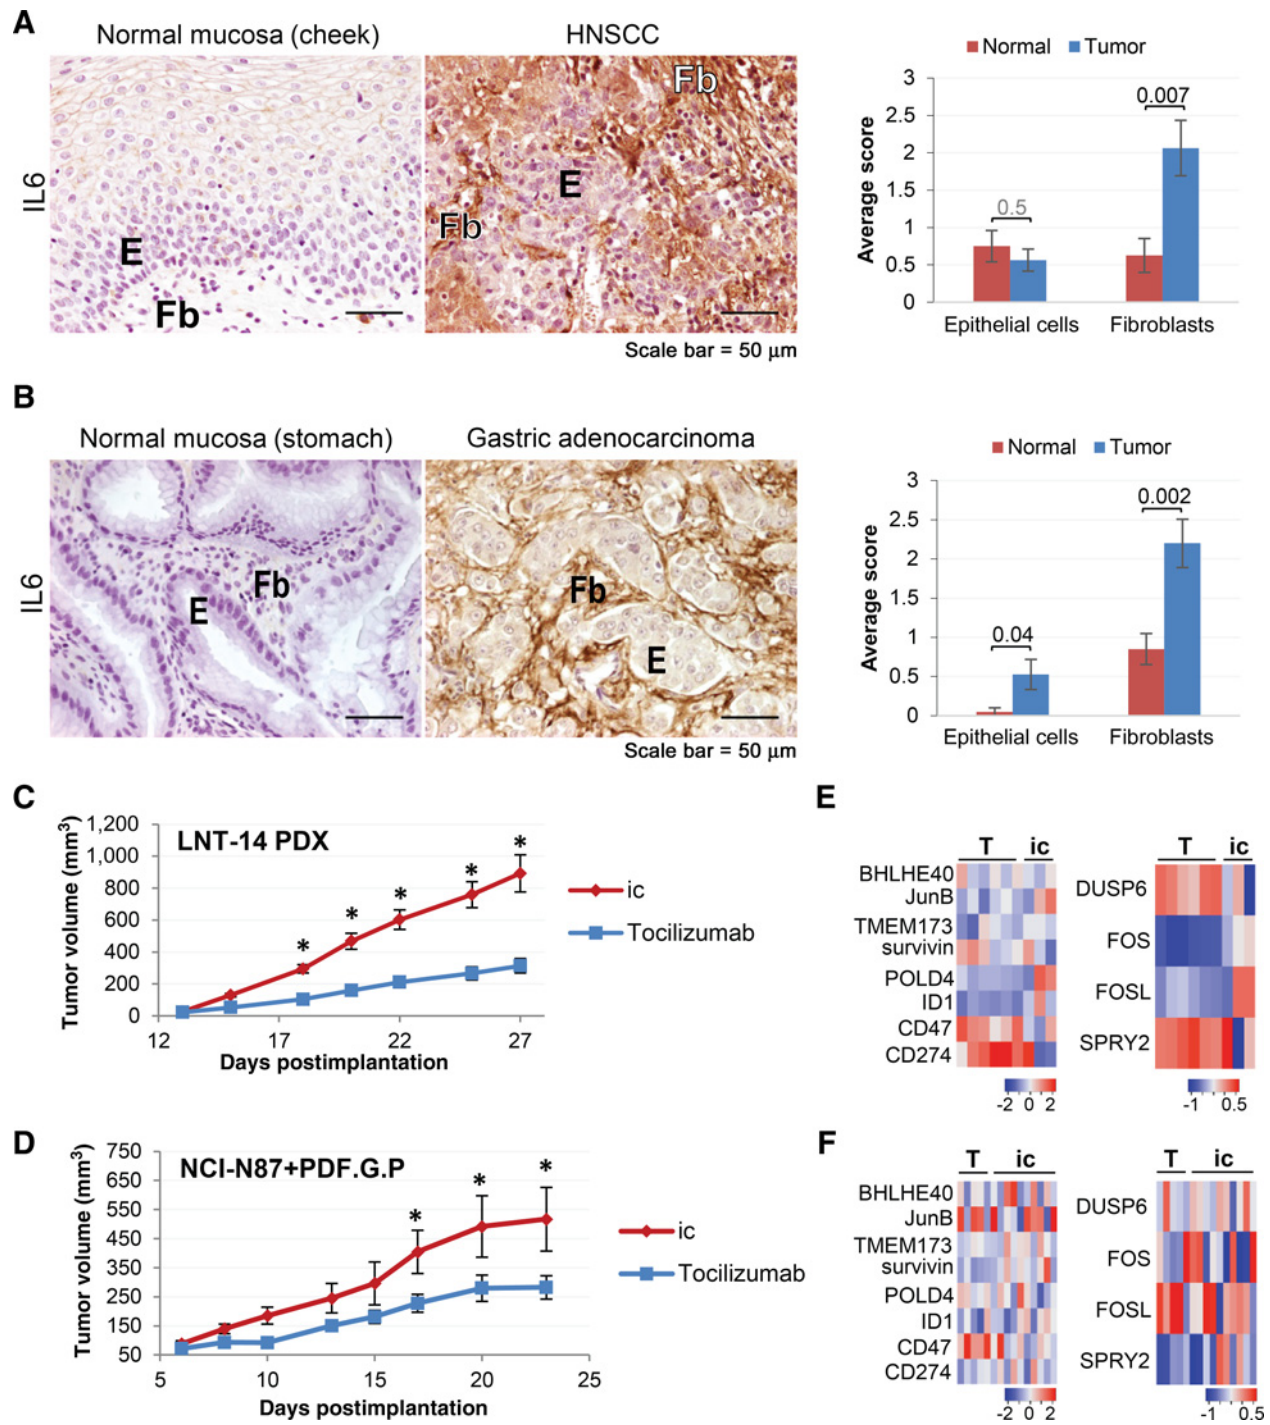 A
Normal mucosa (cheek)
HNSCC
IL6
E
Fb
Fb
E
Fb
Scale bar = 50 µm
Normal Tumor
Average score
3
2.5
2
1.5
1
0.5
0
0.5
0.007
Epithelial cells Fibroblasts
B
Normal mucosa (stomach)
Gastric adenocarcinoma
IL6
E
Fb
Fb
E
Scale bar = 50 µm
Normal Tumor
Average score
3
2.5
2
1.5
1
0.5
0
0.04
0.002
Epithelial cells Fibroblasts
C
LNT-14 PDX
Tumor volume (mm³)
1,200
1,000
800
600
400
200
0
* * * * *
12 17 22 27
Days postimplantation
ic
Tocilizumab
D
NCI-N87+PDF.G.P
Tumor volume (mm³)
750
650
550
450
350
250
150
50
* * *
5 10 15 20 25
Days postimplantation
ic
Tocilizumab
E
T ic
BHLHE40
JunB
TMEM173
survivin
POLD4
ID1
CD47
CD274
-2 0 2
T ic
DUSP6
FOS
FOSL
SPRY2
-1 0.5
F
T ic
BHLHE40
JunB
TMEM173
survivin
POLD4
ID1
CD47
CD274
-2 0 2
T ic
DUSP6
FOS
FOSL
SPRY2
-1 0.5